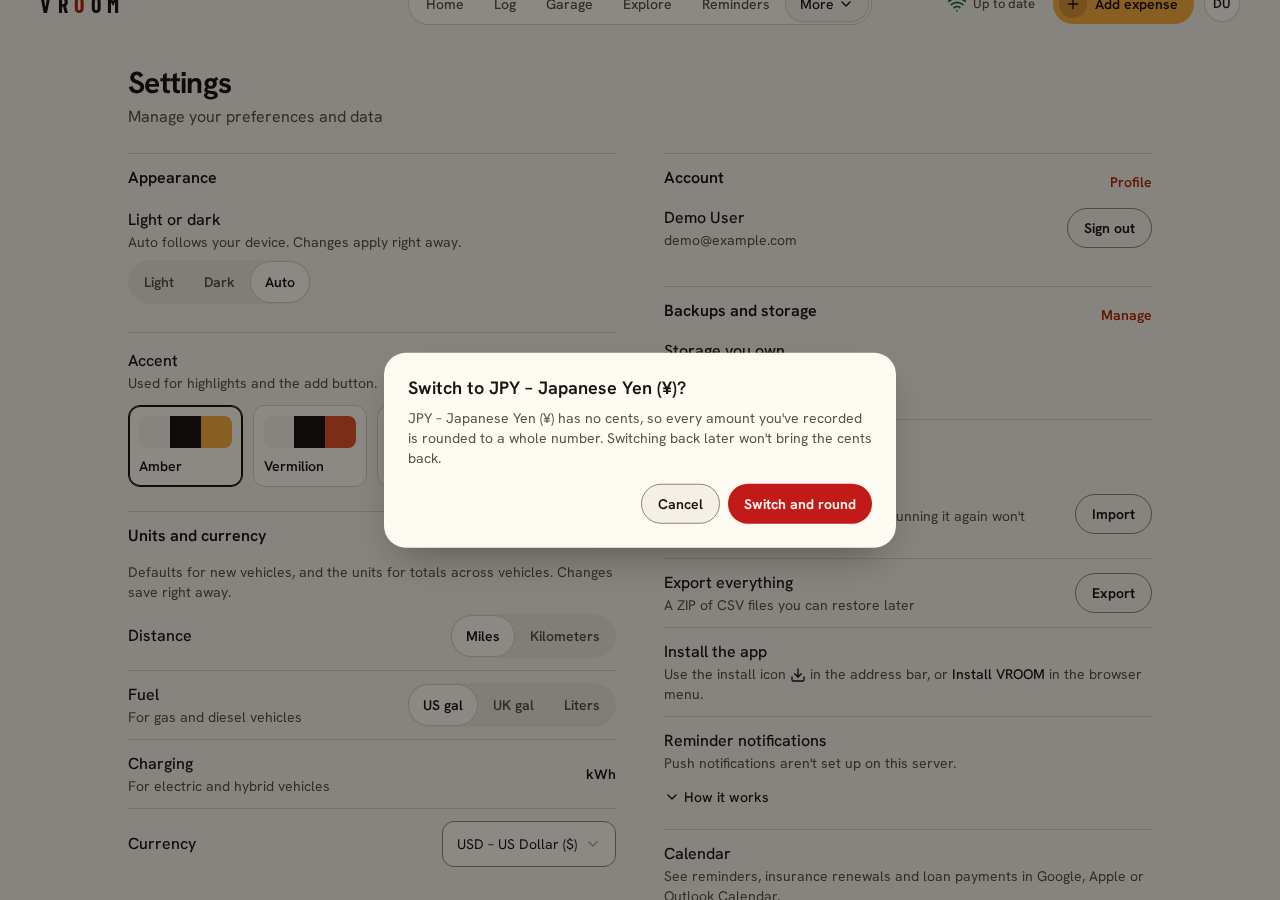 VROOM
Home Log Garage Explore Reminders More
Up to date
+ Add expense
DU
Settings
Manage your preferences and data
Appearance
Light or dark
Auto follows your device. Changes apply right away.
Light Dark Auto
Accent
Used for highlights and the add button.
Amber
Vermilion
Units and currency
Defaults for new vehicles, and the units for totals across vehicles. Changes
save right away.
Distance
Miles Kilometers
Fuel
For gas and diesel vehicles
US gal UK gal Liters
Charging
For electric and hybrid vehicles
kWh
Currency
USD – US Dollar ($)
Account
Profile
Demo User
demo@example.com
Sign out
Backups and storage
Manage
Storage you own
Switch to JPY – Japanese Yen (¥)?
JPY – Japanese Yen (¥) has no cents, so every amount you've recorded
is rounded to a whole number. Switching back later won't bring the cents
back.
Cancel
Switch and round
unning it again won't
Import
Export everything
A ZIP of CSV files you can restore later
Export
Install the app
Use the install icon in the address bar, or Install VROOM in the browser
menu.
Reminder notifications
Push notifications aren't set up on this server.
How it works
Calendar
See reminders, insurance renewals and loan payments in Google, Apple or
Outlook Calendar.